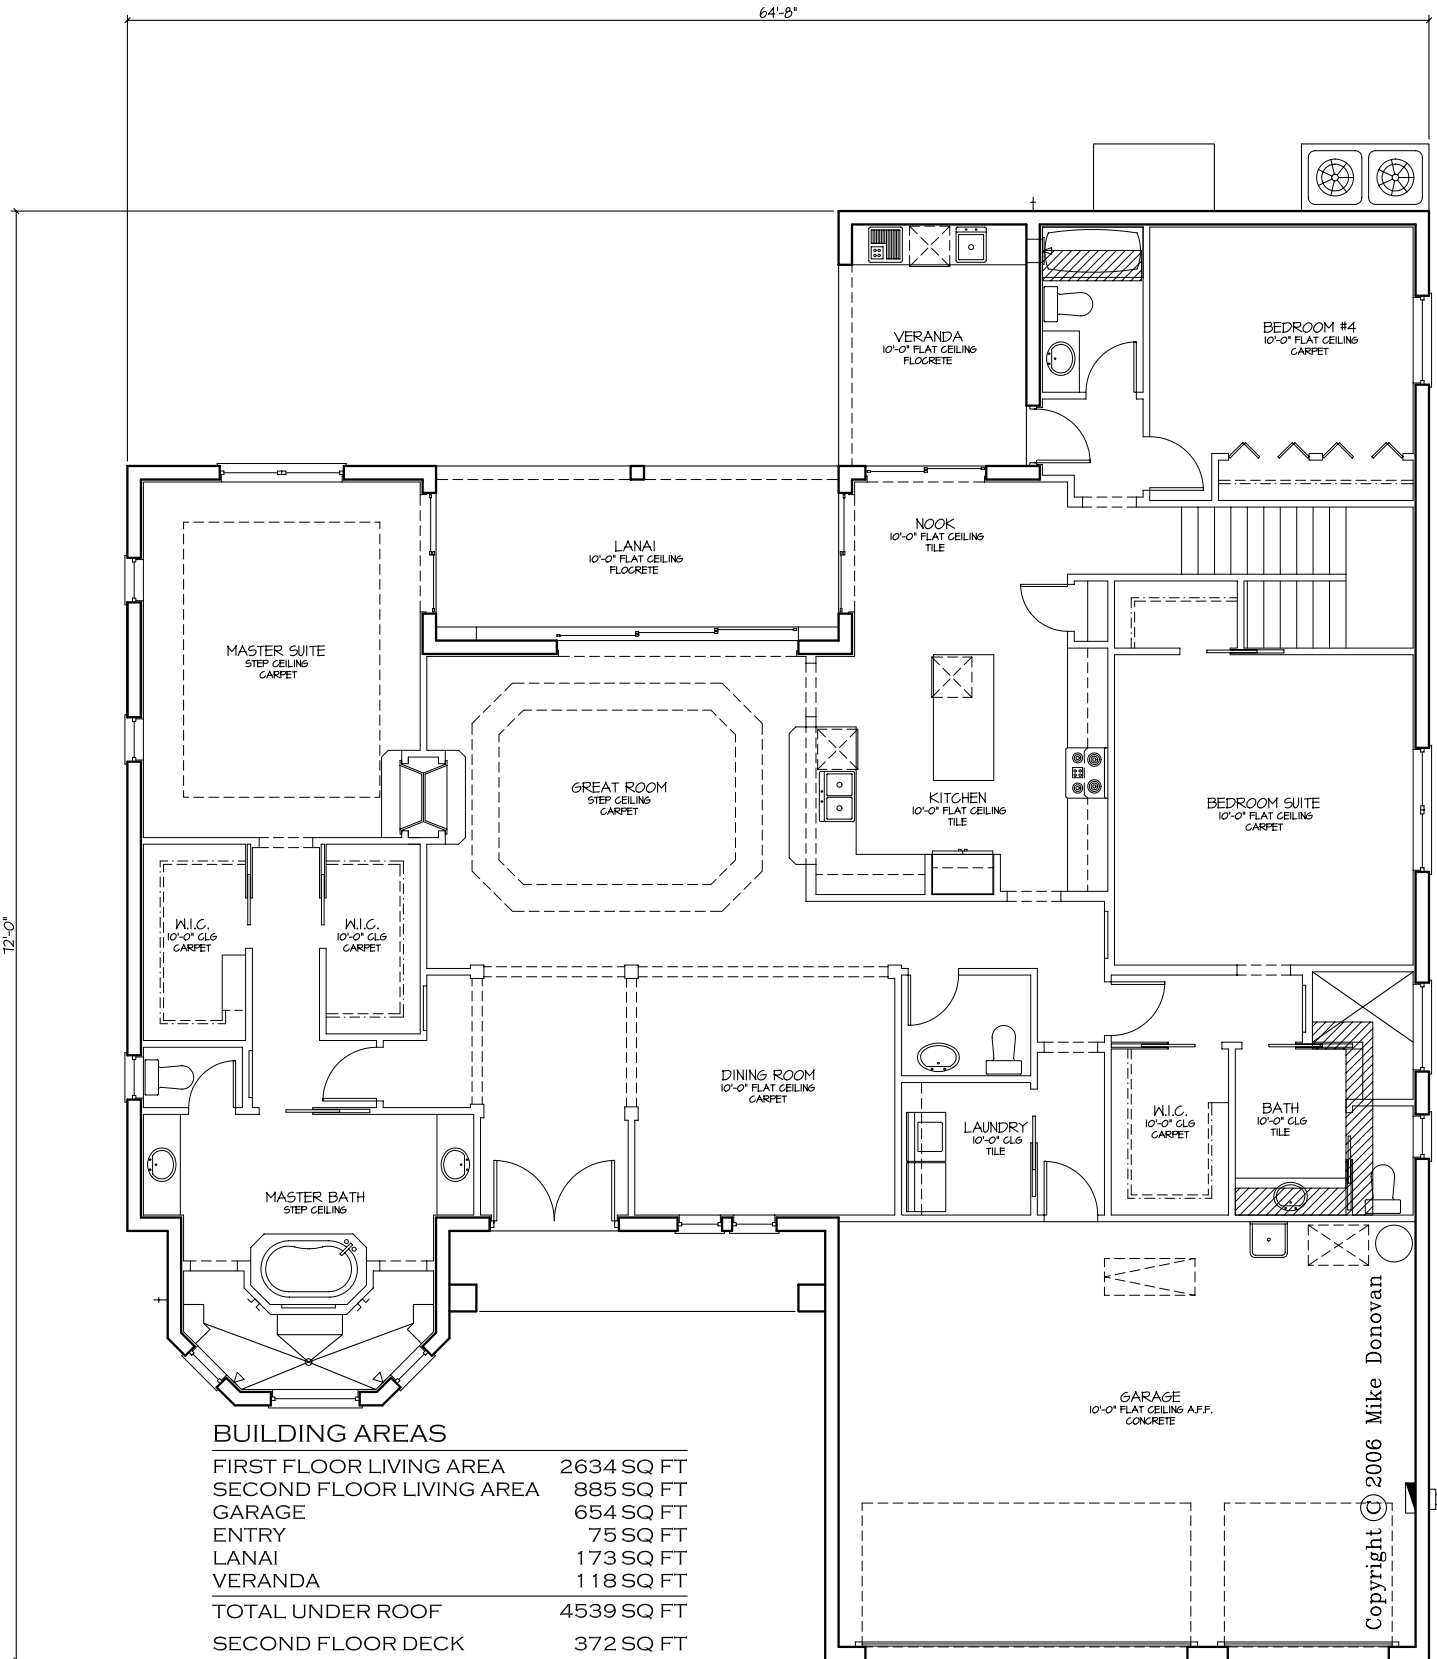 64'-8"
72'-0"
VERANDA
10'-0" FLAT CEILING
FLOCRETE
BEDROOM #4
10'-0" FLAT CEILING
CARPET
NOOK
10'-0" FLAT CEILING
TILE
LANAI
10'-0" FLAT CEILING
FLOCRETE
MASTER SUITE
STEP CEILING
CARPET
GREAT ROOM
STEP CEILING
CARPET
KITCHEN
10'-0" FLAT CEILING
TILE
BEDROOM SUITE
10'-0" FLAT CEILING
CARPET
W.I.C.
10'-0" CLG
CARPET
W.I.C.
10'-0" CLG
CARPET
DINING ROOM
10'-0" FLAT CEILING
CARPET
LAUNDRY
10'-0" CLG
TILE
W.I.C.
10'-0" CLG
CARPET
BATH
10'-0" CLG
TILE
MASTER BATH
STEP CEILING
GARAGE
10'-0" FLAT CEILING A.F.F.
CONCRETE
Copyright © 2006 Mike Donovan
BUILDING AREAS
FIRST FLOOR LIVING AREA 2634 SQ FT
SECOND FLOOR LIVING AREA 885 SQ FT
GARAGE 654 SQ FT
ENTRY 75 SQ FT
LANAI 173 SQ FT
VERANDA 118 SQ FT
TOTAL UNDER ROOF 4539 SQ FT
SECOND FLOOR DECK 372 SQ FT